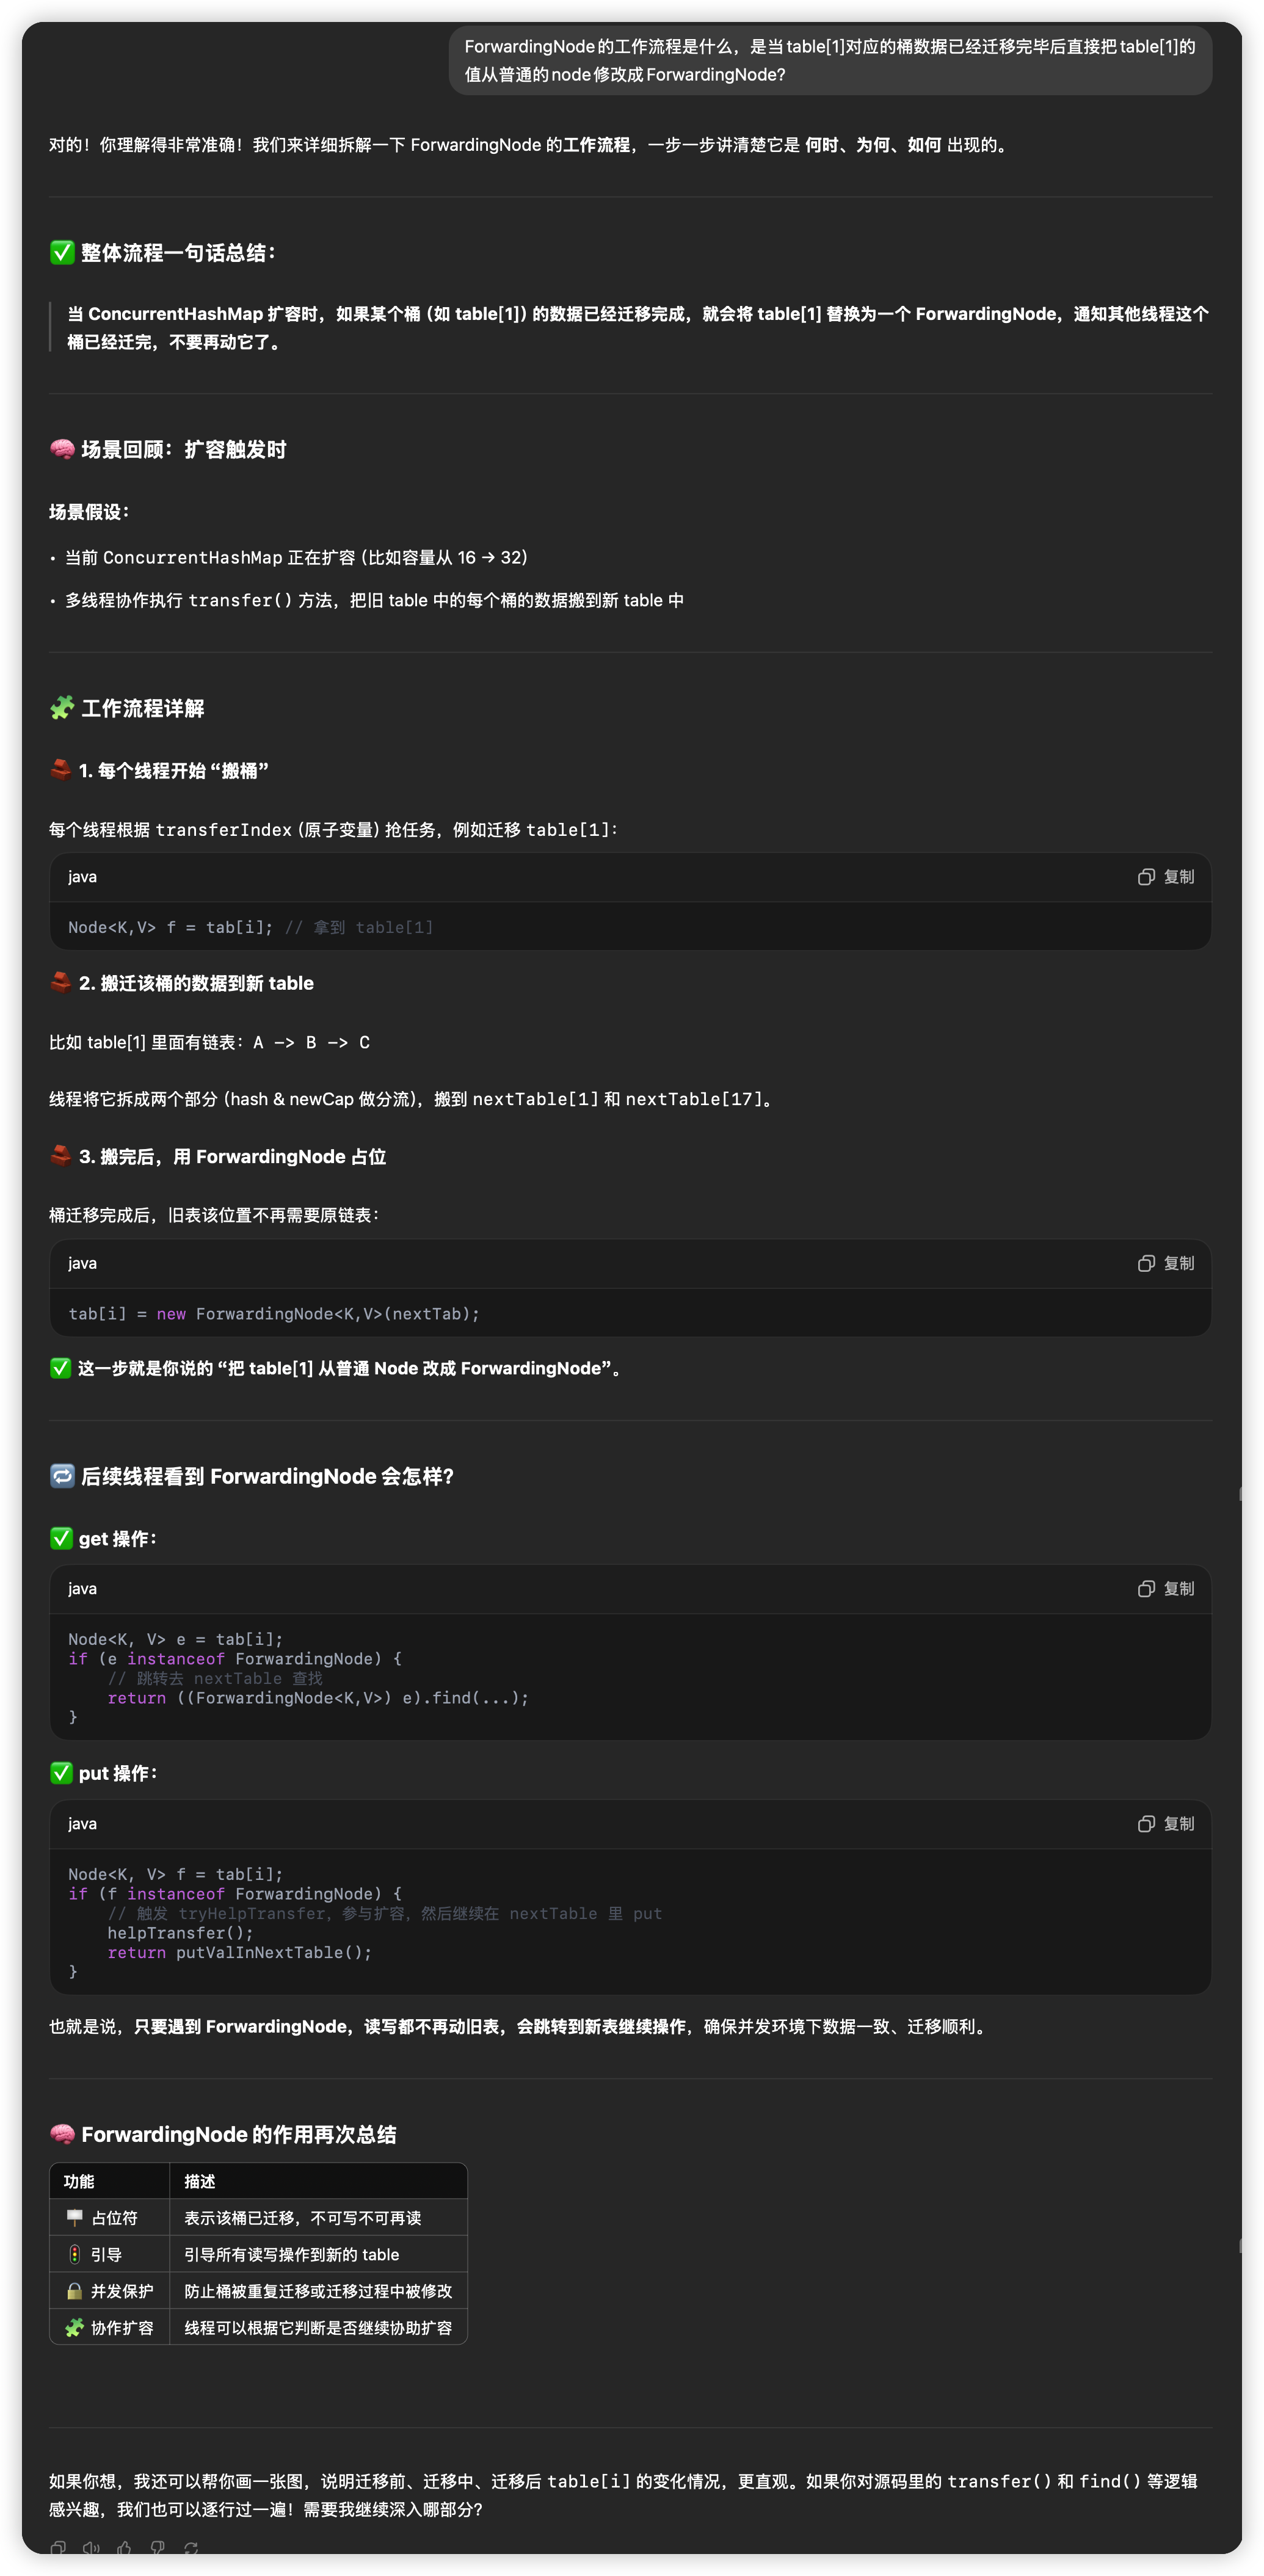 ForwardingNode的工作流程是什么，是当table[1]对应的桶数据已经迁移完毕后直接把table[1]的
值从普通的node修改成ForwardingNode?
对的！你理解得非常准确！我们来详细拆解一下 ForwardingNode 的工作流程，一步一步讲清楚它是 何时、为何、如何 出现的。
✅ 整体流程一句话总结：
当 ConcurrentHashMap 扩容时，如果某个桶（如 table[1]）的数据已经迁移完成，就会将 table[1] 替换为一个 ForwardingNode，通知其他线程这个
桶已经迁完，不要再动它了。
🧠 场景回顾：扩容触发时
场景假设：
• 当前 ConcurrentHashMap 正在扩容（比如容量从 16 → 32）
• 多线程协作执行 transfer() 方法，把旧 table 中的每个桶的数据搬到新 table 中
🧩 工作流程详解
🧱 1. 每个线程开始“搬桶”
每个线程根据 transferIndex（原子变量）抢任务，例如迁移 table[1]：
java 复制
Node<K,V> f = tab[i]; // 拿到 table[1]
🧱 2. 搬迁该桶的数据到新 table
比如 table[1] 里面有链表：A -> B -> C
线程将它拆成两个部分（hash & newCap 做分流），搬到 nextTable[1] 和 nextTable[17]。
🧱 3. 搬完后，用 ForwardingNode 占位
桶迁移完成后，旧表该位置不再需要原链表：
java 复制
tab[i] = new ForwardingNode<K,V>(nextTab);
✅ 这一步就是你说的“把 table[1] 从普通 Node 改成 ForwardingNode”。
🔁 后续线程看到 ForwardingNode 会怎样？
✅ get 操作：
java 复制
Node<K, V> e = tab[i];
if (e instanceof ForwardingNode) {
    // 跳转去 nextTable 查找
    return ((ForwardingNode<K,V>) e).find(...);
}
✅ put 操作：
java 复制
Node<K, V> f = tab[i];
if (f instanceof ForwardingNode) {
    // 触发 tryHelpTransfer，参与扩容，然后继续在 nextTable 里 put
    helpTransfer();
    return putValInNextTable();
}
也就是说，只要遇到 ForwardingNode，读写都不再动旧表，会跳转到新表继续操作，确保并发环境下数据一致、迁移顺利。
🧠 ForwardingNode 的作用再次总结
功能 描述
🪧 占位符 表示该桶已迁移，不可写不可再读
🚦 引导 引导所有读写操作到新的 table
🔒 并发保护 防止桶被重复迁移或迁移过程中被修改
🧩 协作扩容 线程可以根据它判断是否继续协助扩容
如果你想，我还可以帮你画一张图，说明迁移前、迁移中、迁移后 table[i] 的变化情况，更直观。如果你对源码里的 transfer() 和 find() 等逻辑
感兴趣，我们也可以逐行过一遍！需要我继续深入哪部分？